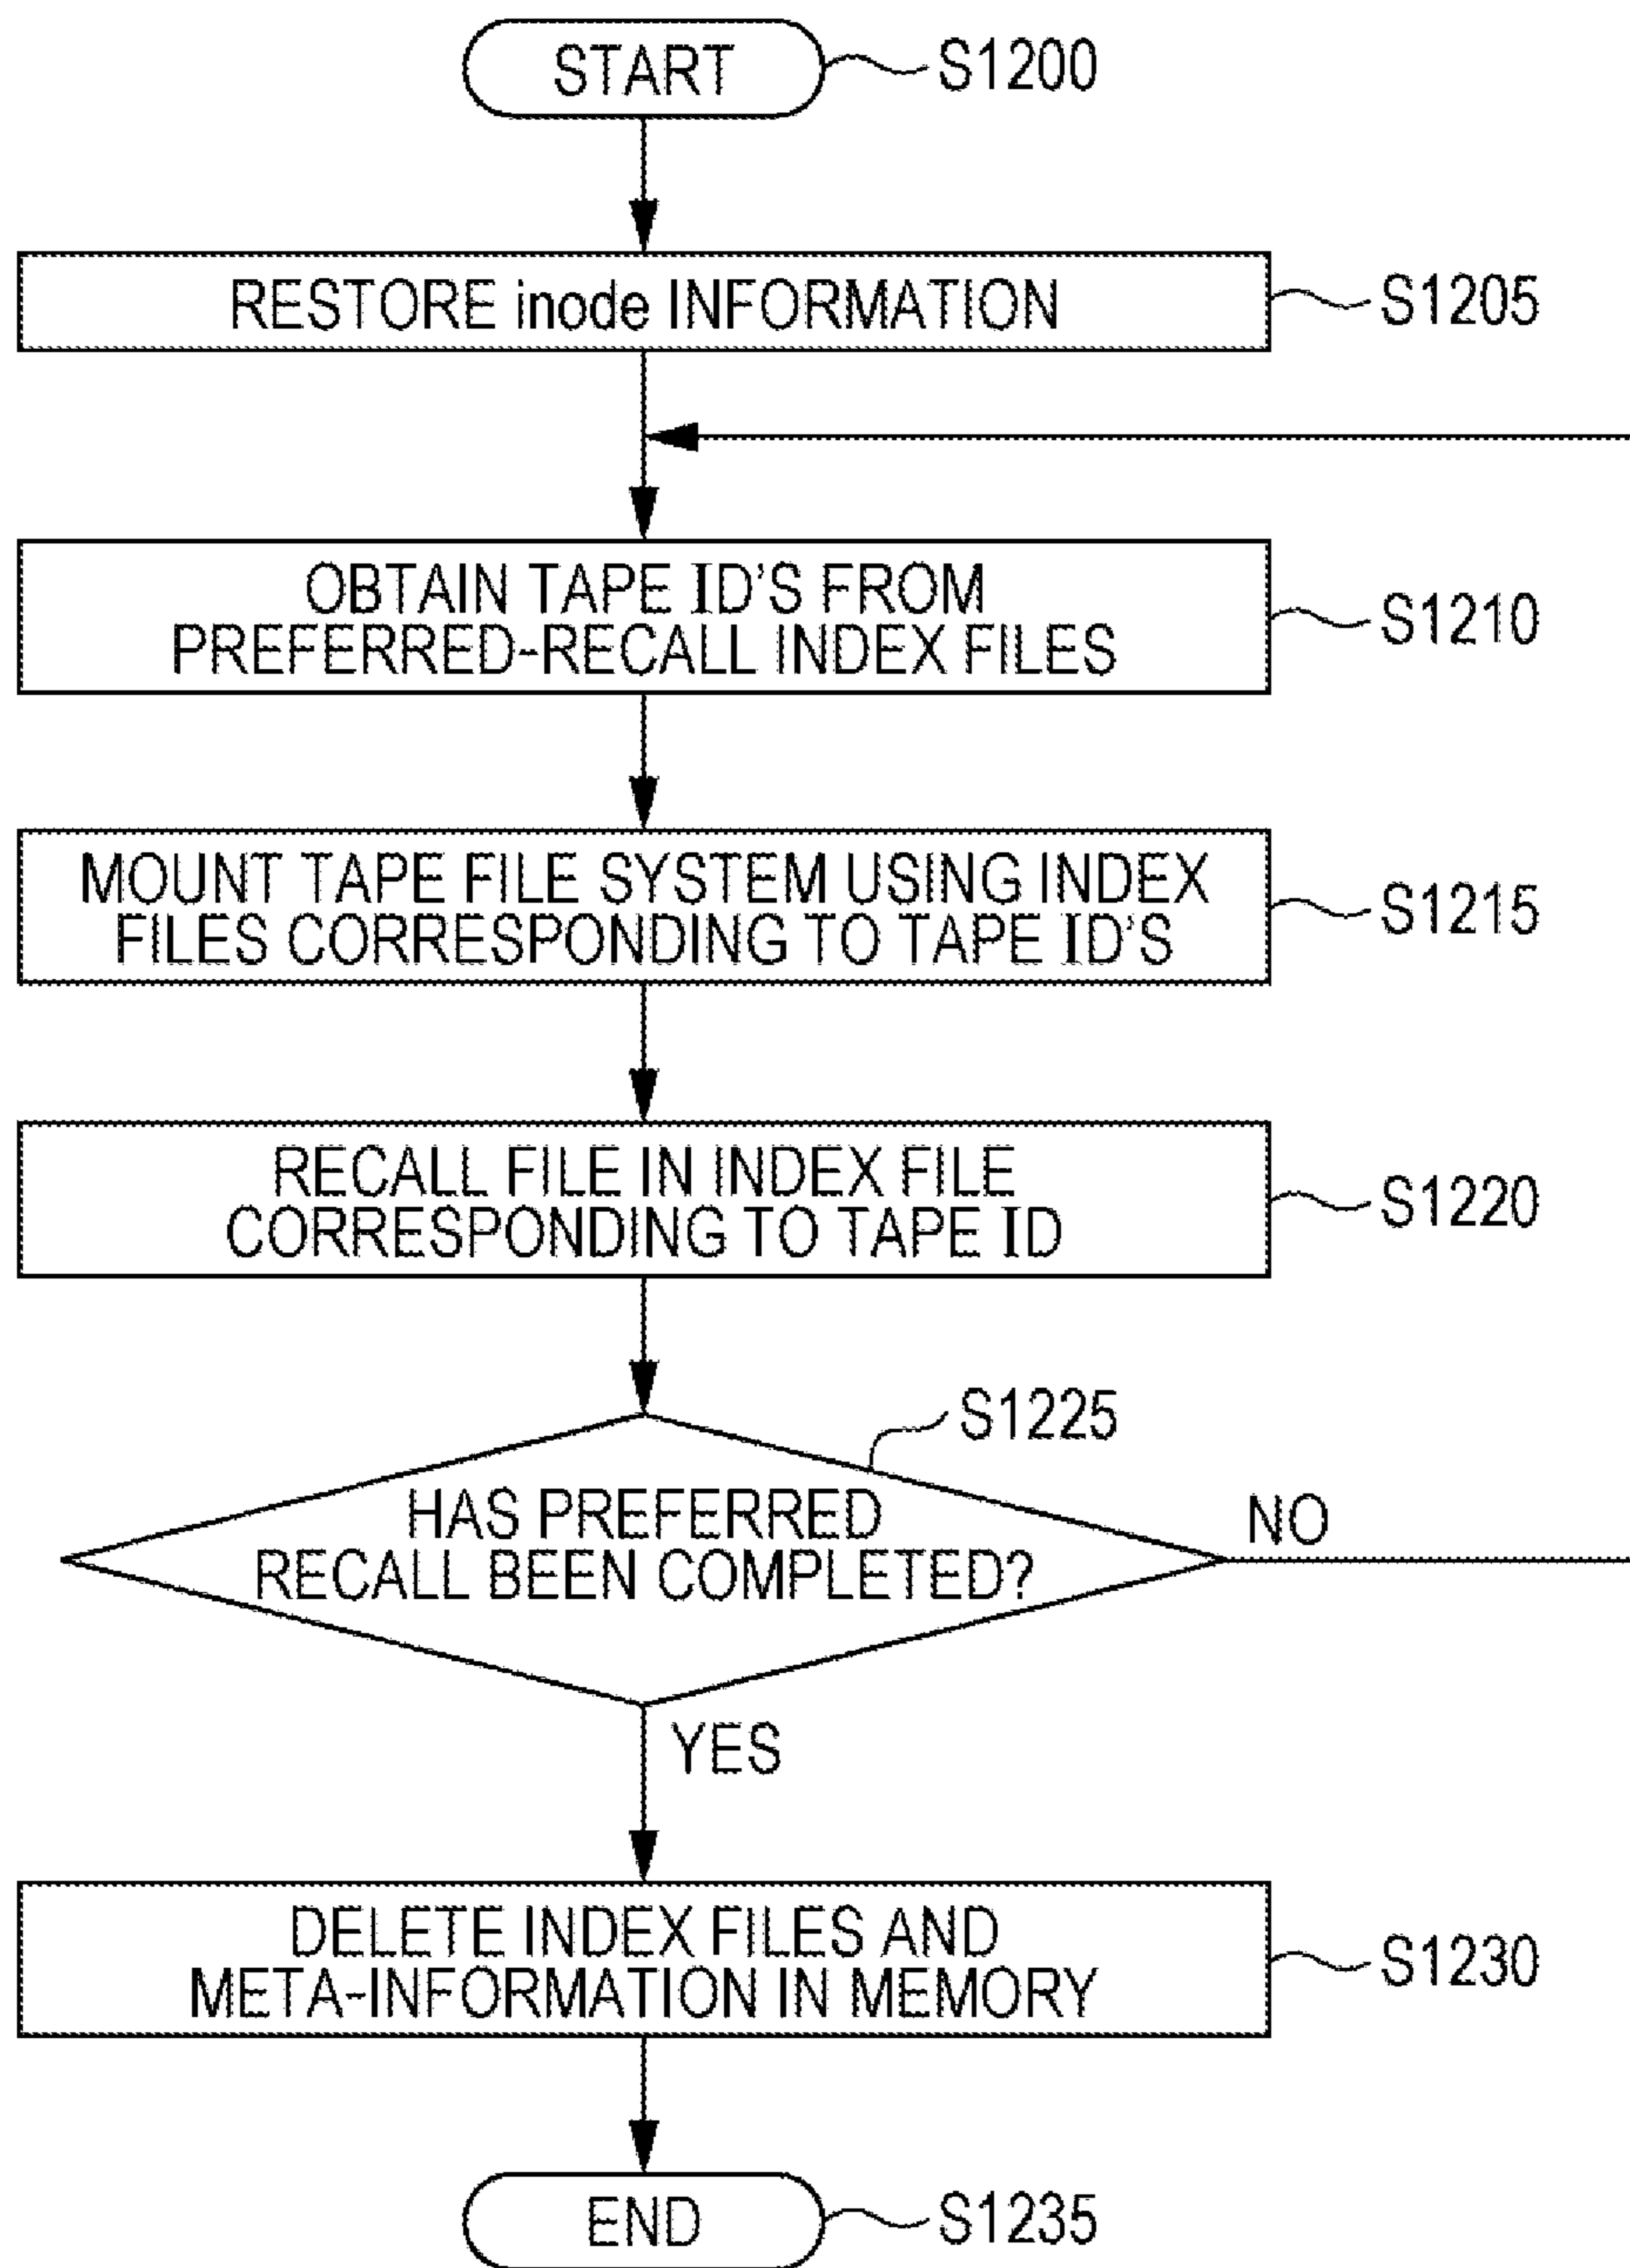 START
S1200
RESTORE inode INFORMATION
S1205
OBTAIN TAPE ID'S FROM
PREFERRED-RECALL INDEX FILES
S1210
MOUNT TAPE FILE SYSTEM USING INDEX
FILES CORRESPONDING TO TAPE ID'S
S1215
RECALL FILE IN INDEX FILE
CORRESPONDING TO TAPE ID
S1220
S1225
HAS PREFERRED
RECALL BEEN COMPLETED?
NO
YES
DELETE INDEX FILES AND
META-INFORMATION IN MEMORY
S1230
END
S1235